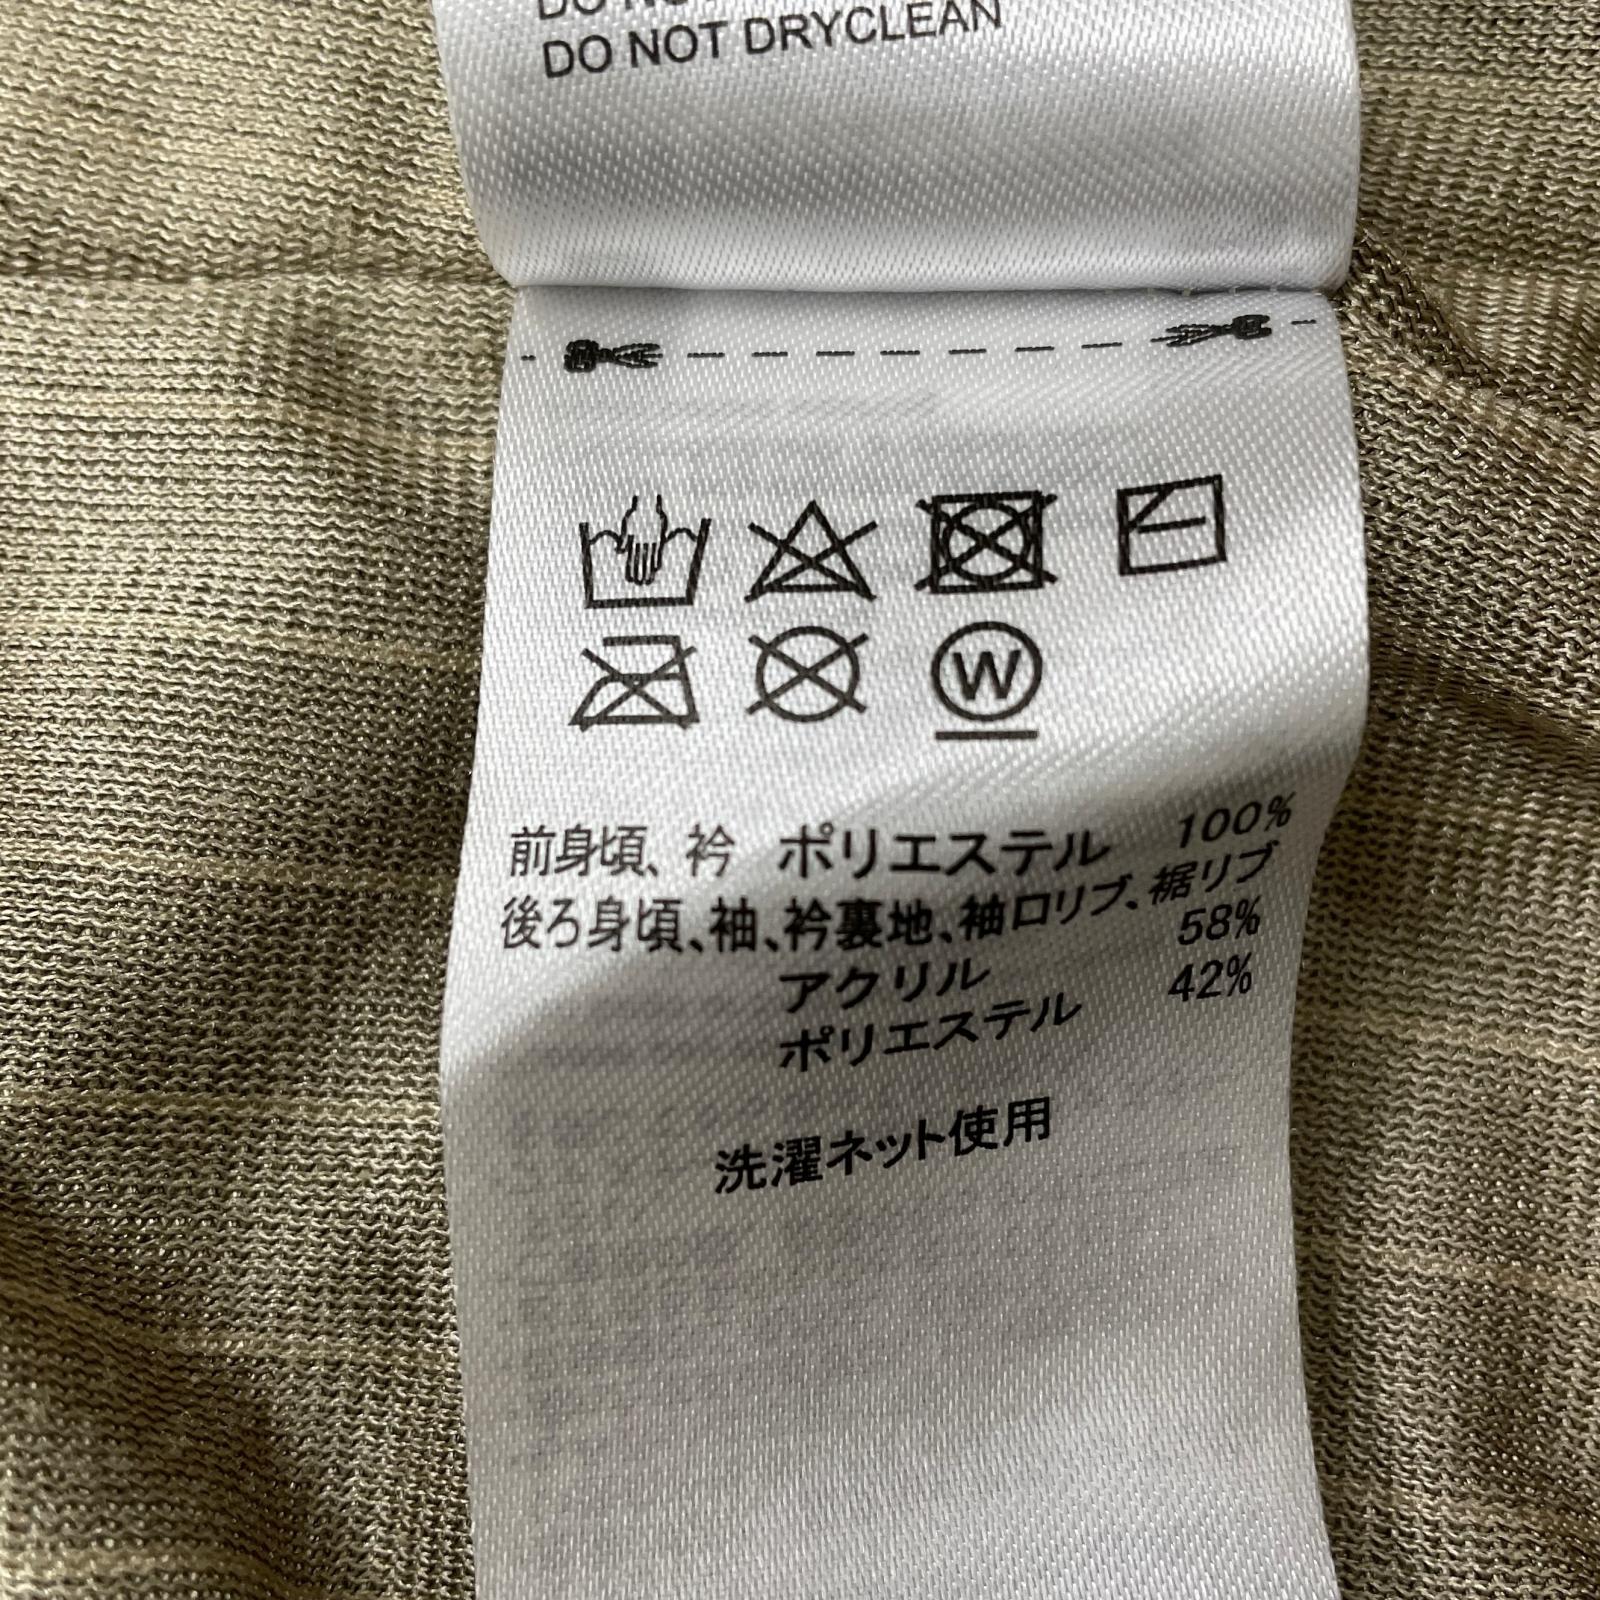 DO NOT
DO NOT DRYCLEAN
W
前身頃、衿 ポリエステル 100%
後ろ身頃、袖、衿裏地、袖口リブ、裾リブ
アクリル 58%
ポリエステル 42%
洗濯ネット使用